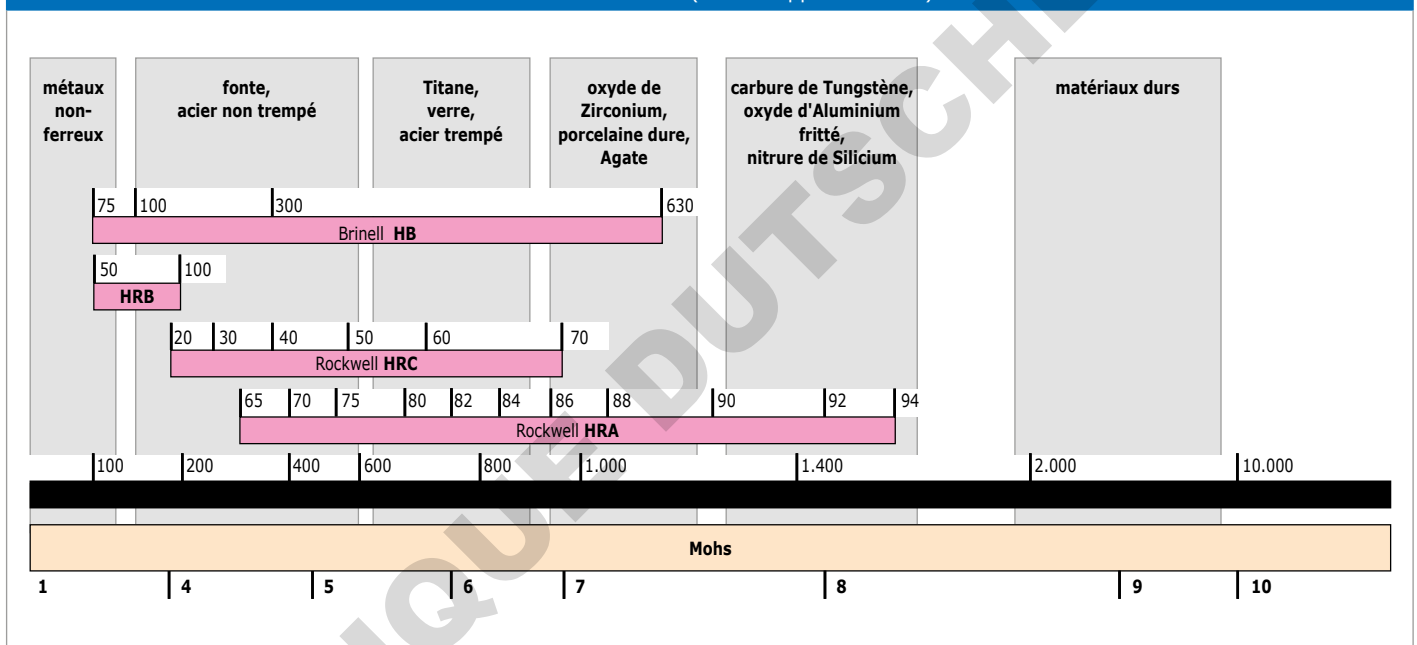 métaux
non-
ferreux
fonte,
acier non trempé
Titane,
verre,
acier trempé
oxyde de
Zirconium,
porcelaine dure,
Agate
carbure de Tungstène,
oxyde d'Aluminium
fritté,
nitrure de Silicium
matériaux durs
75 100 300 630
Brinell HB
50 100
HRB
20 30 40 50 60 70
Rockwell HRC
65 70 75 80 82 84 86 88 90 92 94
Rockwell HRA
100 200 400 600 800 1.000 1.400 2.000 10.000
Mohs
1 4 5 6 7 8 9 10